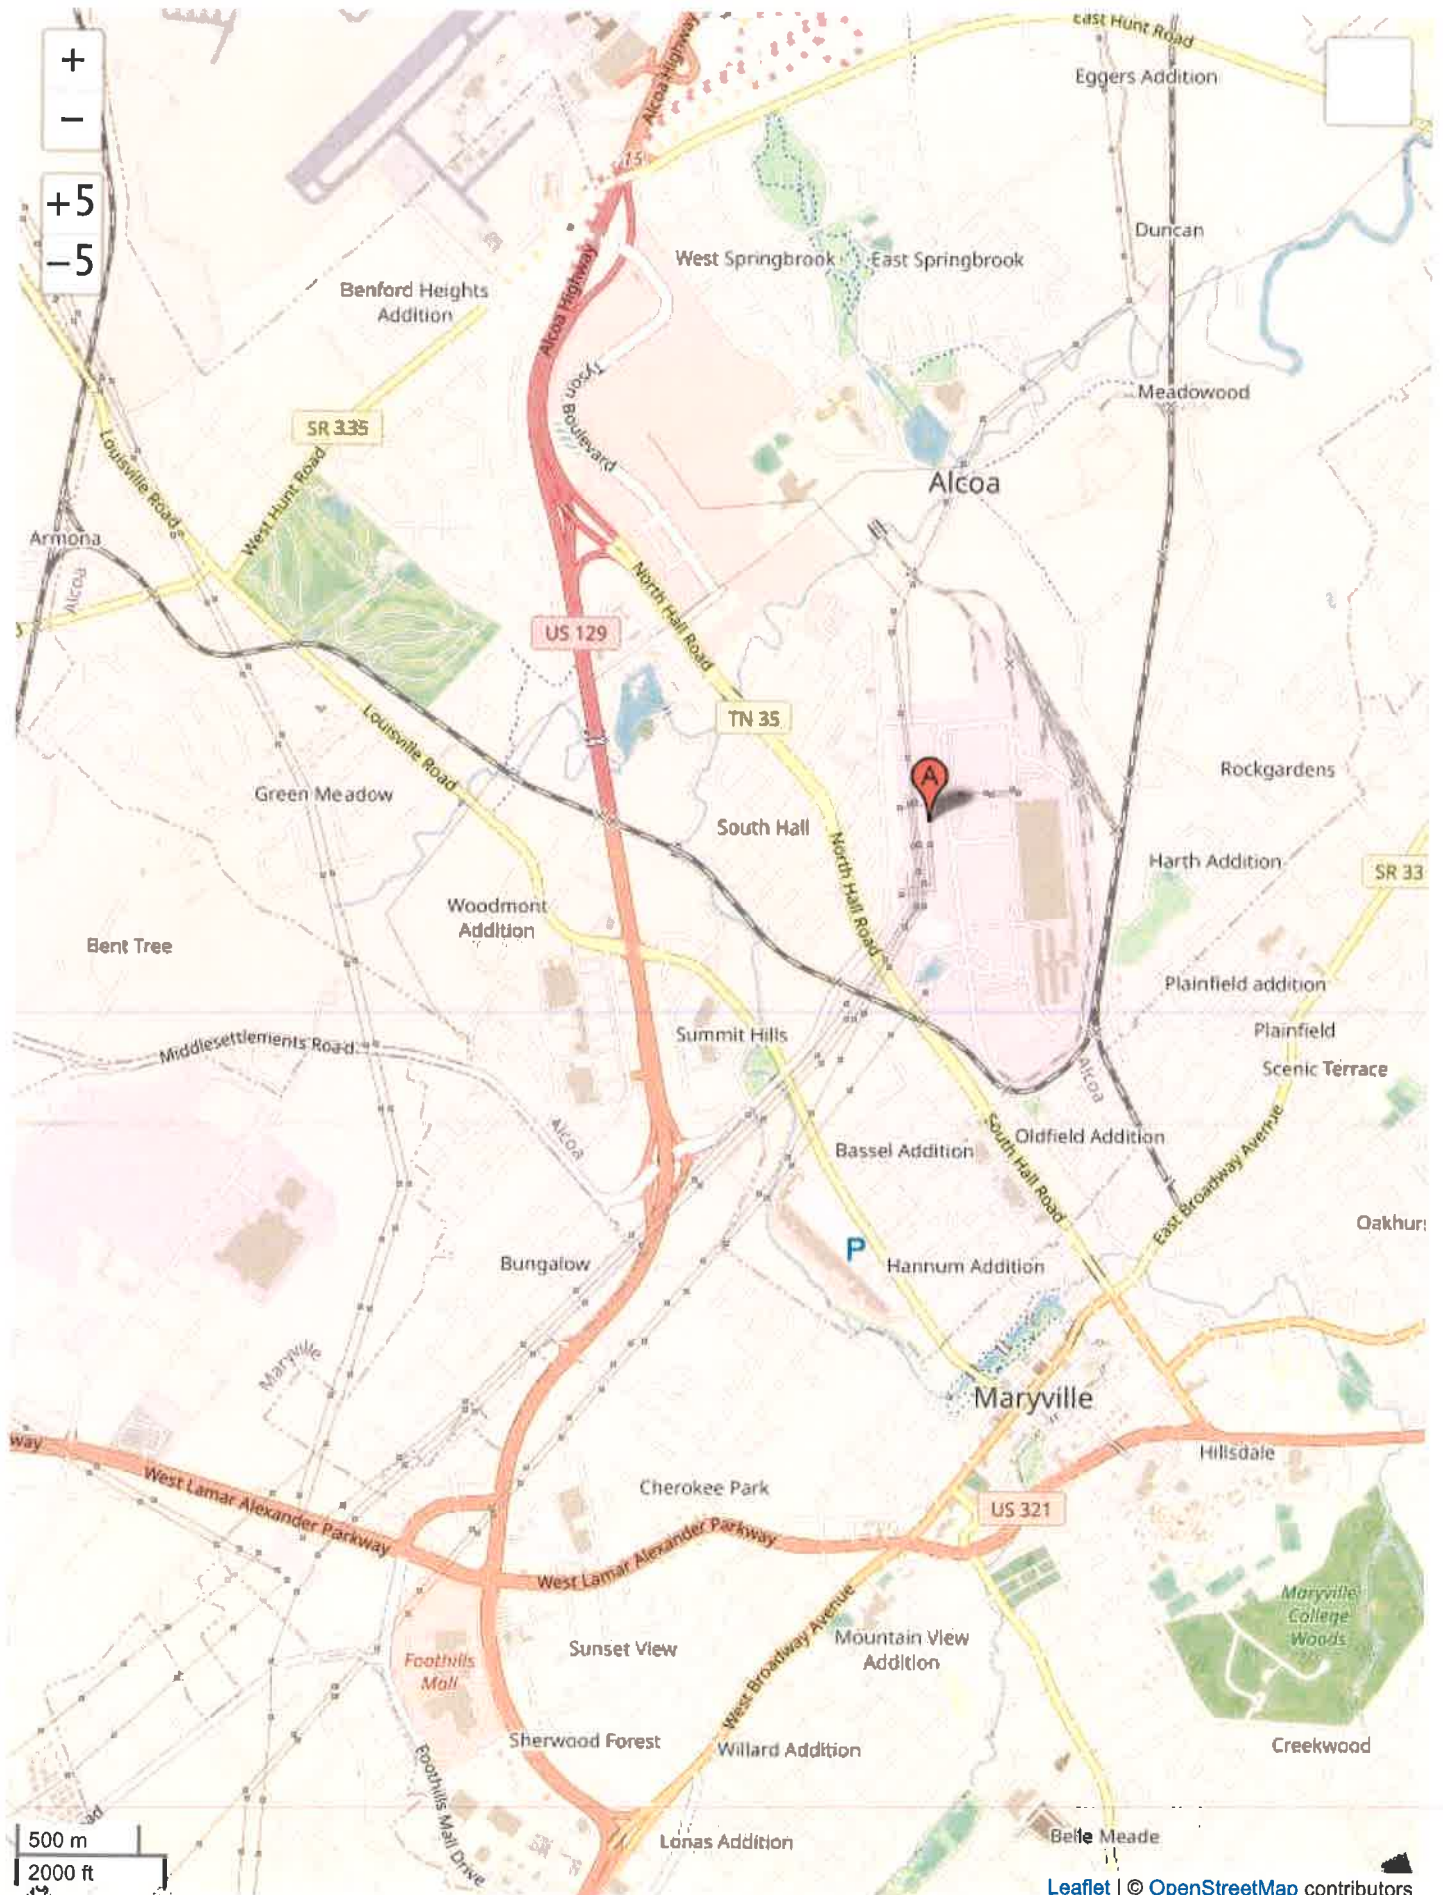 +
−
+5
−5
East Hunt Road
Alcoa Highway
Eggers Addition
15
Duncan
West Springbrook
East Springbrook
Benford Heights
Addition
Alcoa Highway
Tyson Boulevard
Meadowood
SR 335
Louisville Road
West Hunt Road
Alcoa
Armona
Alcoa
US 129
North Hall Road
TN 35
Louisville Road
A
Rockgardens
Green Meadow
South Hall
North Hall Road
Harth Addition
SR 33
Woodmont
Addition
Bent Tree
Plainfield addition
Summit Hills
Plainfield
Middlesettlements Road
Scenic Terrace
Alcoa
Alcoa
Oldfield Addition
Bassel Addition
South Hall Road
East Broadway Avenue
Oakhurs
P
Bungalow
Hannum Addition
Maryville
Maryville
way
Hillsdale
West Lamar Alexander Parkway
Cherokee Park
US 321
West Lamar Alexander Parkway
Maryville
College
Woods
Sunset View
Mountain View
Addition
Foothills
Mall
West Broadway Avenue
Sherwood Forest
Willard Addition
Creekwood
Foothills Mall Drive
ad
500 m
2000 ft
Lonas Addition
Belle Meade
Leaflet | © OpenStreetMap contributors